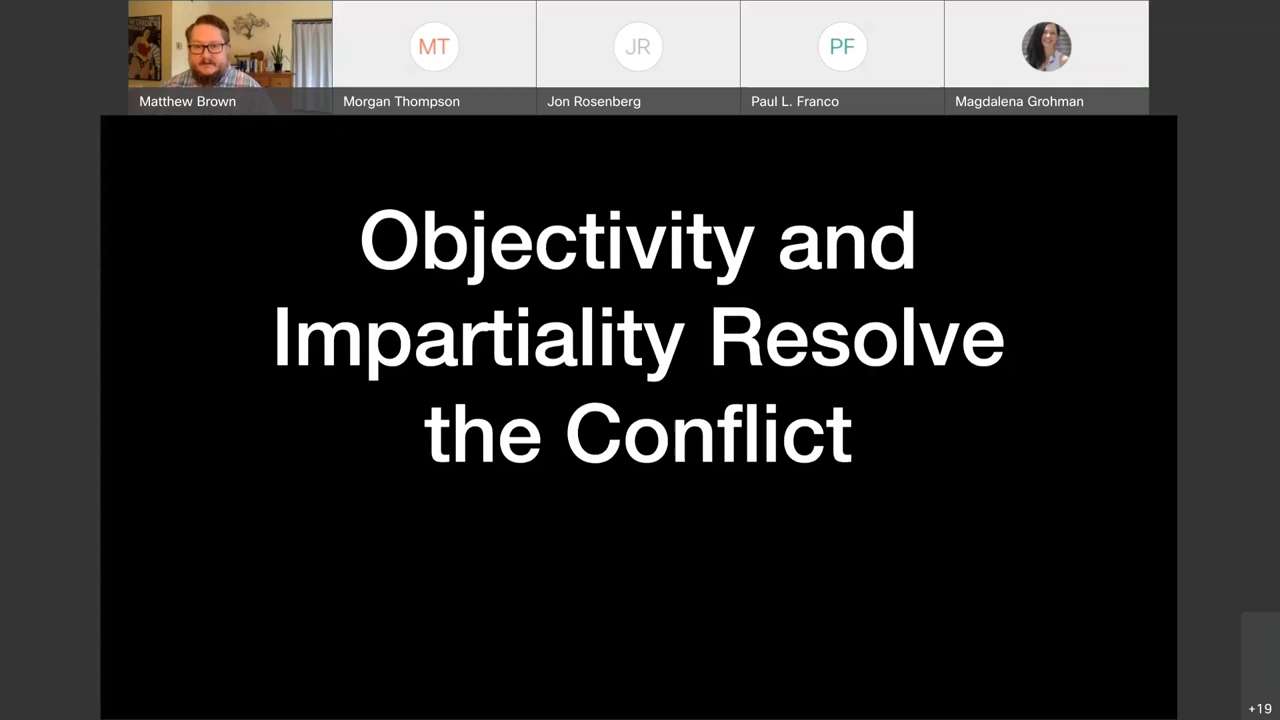 MT
JR
PF
Matthew Brown
Morgan Thompson
Jon Rosenberg
Paul L. Franco
Magdalena Grohman
Objectivity and
Impartiality Resolve
the Conflict
+19